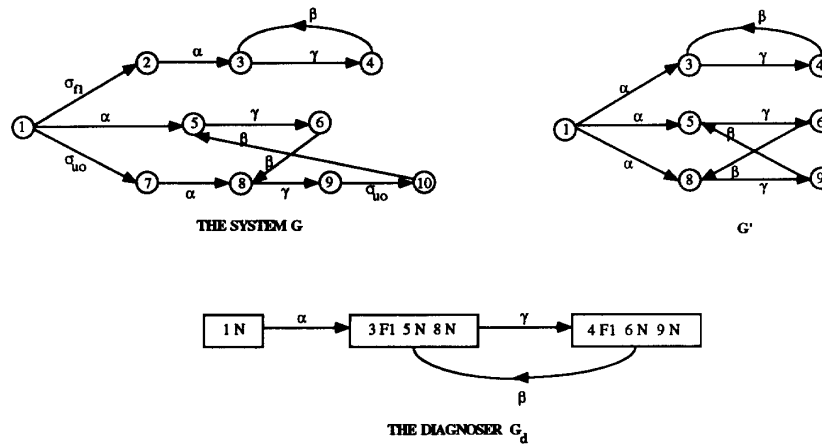 β β
2 α 3 γ 4 3 γ 4
σf1 α
1 α 5 γ 6 1 α 5 γ 6
β β β
σuo α
7 α 8 γ 9 σuo 10 8 β γ 9
THE SYSTEM G G'
1 N α 3 F1 5 N 8 N γ 4 F1 6 N 9 N
β
THE DIAGNOSER Gd